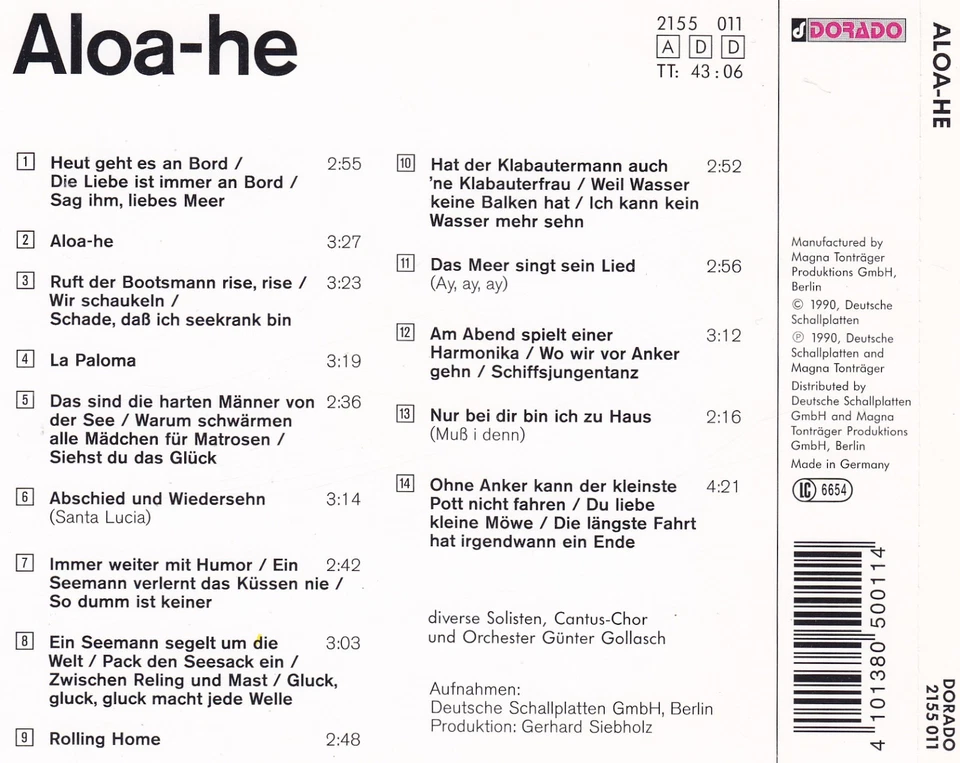 Aloa-he
2155 011
A D D
TT: 43:06
1 Heut geht es an Bord / 2:55
Die Liebe ist immer an Bord /
Sag ihm, liebes Meer
2 Aloa-he 3:27
3 Ruft der Bootsmann rise, rise / 3:23
Wir schaukeln /
Schade, daß ich seekrank bin
4 La Paloma 3:19
5 Das sind die harten Männer von 2:36
der See / Warum schwärmen
alle Mädchen für Matrosen /
Siehst du das Glück
6 Abschied und Wiedersehn 3:14
(Santa Lucia)
7 Immer weiter mit Humor / Ein 2:42
Seemann verlernt das Küssen nie /
So dumm ist keiner
8 Ein Seemann segelt um die 3:03
Welt / Pack den Seesack ein /
Zwischen Reling und Mast / Gluck,
gluck, gluck macht jede Welle
9 Rolling Home 2:48
10 Hat der Klabautermann auch 2:52
'ne Klabauterfrau / Weil Wasser
keine Balken hat / Ich kann kein
Wasser mehr sehn
11 Das Meer singt sein Lied 2:56
(Ay, ay, ay)
12 Am Abend spielt einer 3:12
Harmonika / Wo wir vor Anker
gehn / Schiffsjungentanz
13 Nur bei dir bin ich zu Haus 2:16
(Muß i denn)
14 Ohne Anker kann der kleinste 4:21
Pott nicht fahren / Du liebe
kleine Möwe / Die längste Fahrt
hat irgendwann ein Ende
diverse Solisten, Cantus-Chor
und Orchester Günter Gollasch
Aufnahmen:
Deutsche Schallplatten GmbH, Berlin
Produktion: Gerhard Siebholz
d DORADO
Manufactured by
Magna Tonträger
Produktions GmbH,
Berlin
© 1990, Deutsche
Schallplatten
℗ 1990, Deutsche
Schallplatten and
Magna Tonträger
Distributed by
Deutsche Schallplatten
GmbH and Magna
Tonträger Produktions
GmbH, Berlin
Made in Germany
LC 6654
4 101380 500114
ALOA-HE
DORADO
2155 011